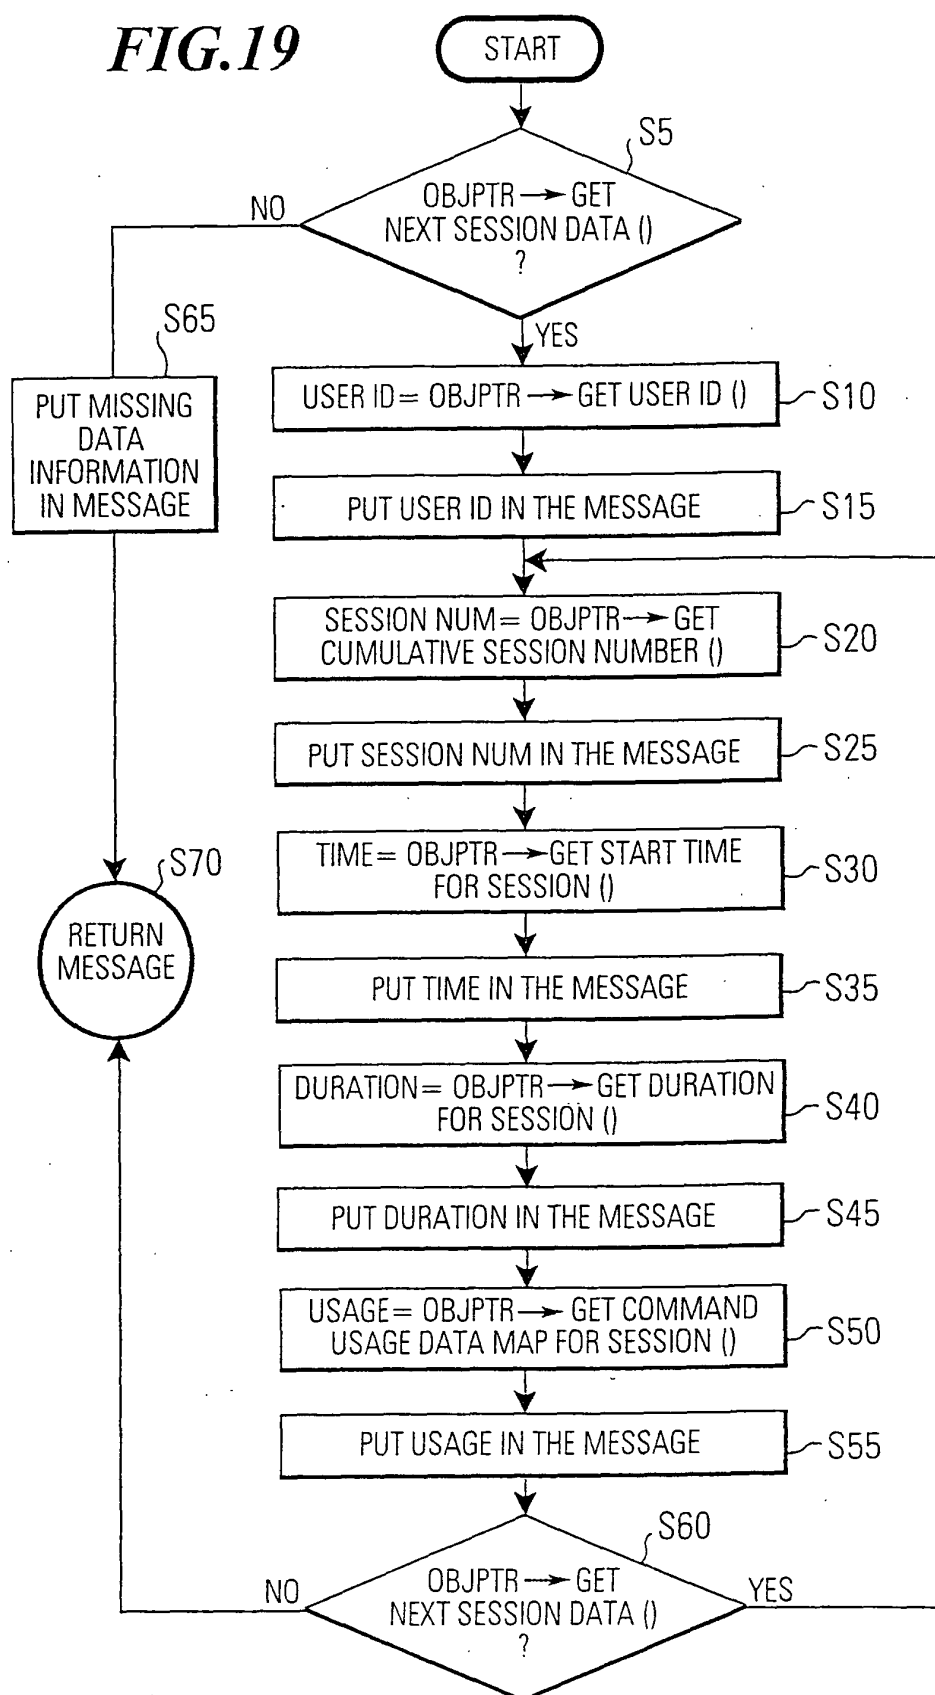 FIG.19
START
S5
OBJPTR → GET
NEXT SESSION DATA ()
?
NO
YES
S65
PUT MISSING
DATA
INFORMATION
IN MESSAGE
USER ID= OBJPTR → GET USER ID ()
S10
PUT USER ID IN THE MESSAGE
S15
SESSION NUM= OBJPTR → GET
CUMULATIVE SESSION NUMBER ()
S20
PUT SESSION NUM IN THE MESSAGE
S25
TIME= OBJPTR → GET START TIME
FOR SESSION ()
S30
S70
RETURN
MESSAGE
PUT TIME IN THE MESSAGE
S35
DURATION= OBJPTR → GET DURATION
FOR SESSION ()
S40
PUT DURATION IN THE MESSAGE
S45
USAGE= OBJPTR → GET COMMAND
USAGE DATA MAP FOR SESSION ()
S50
PUT USAGE IN THE MESSAGE
S55
S60
OBJPTR → GET
NEXT SESSION DATA ()
?
NO
YES